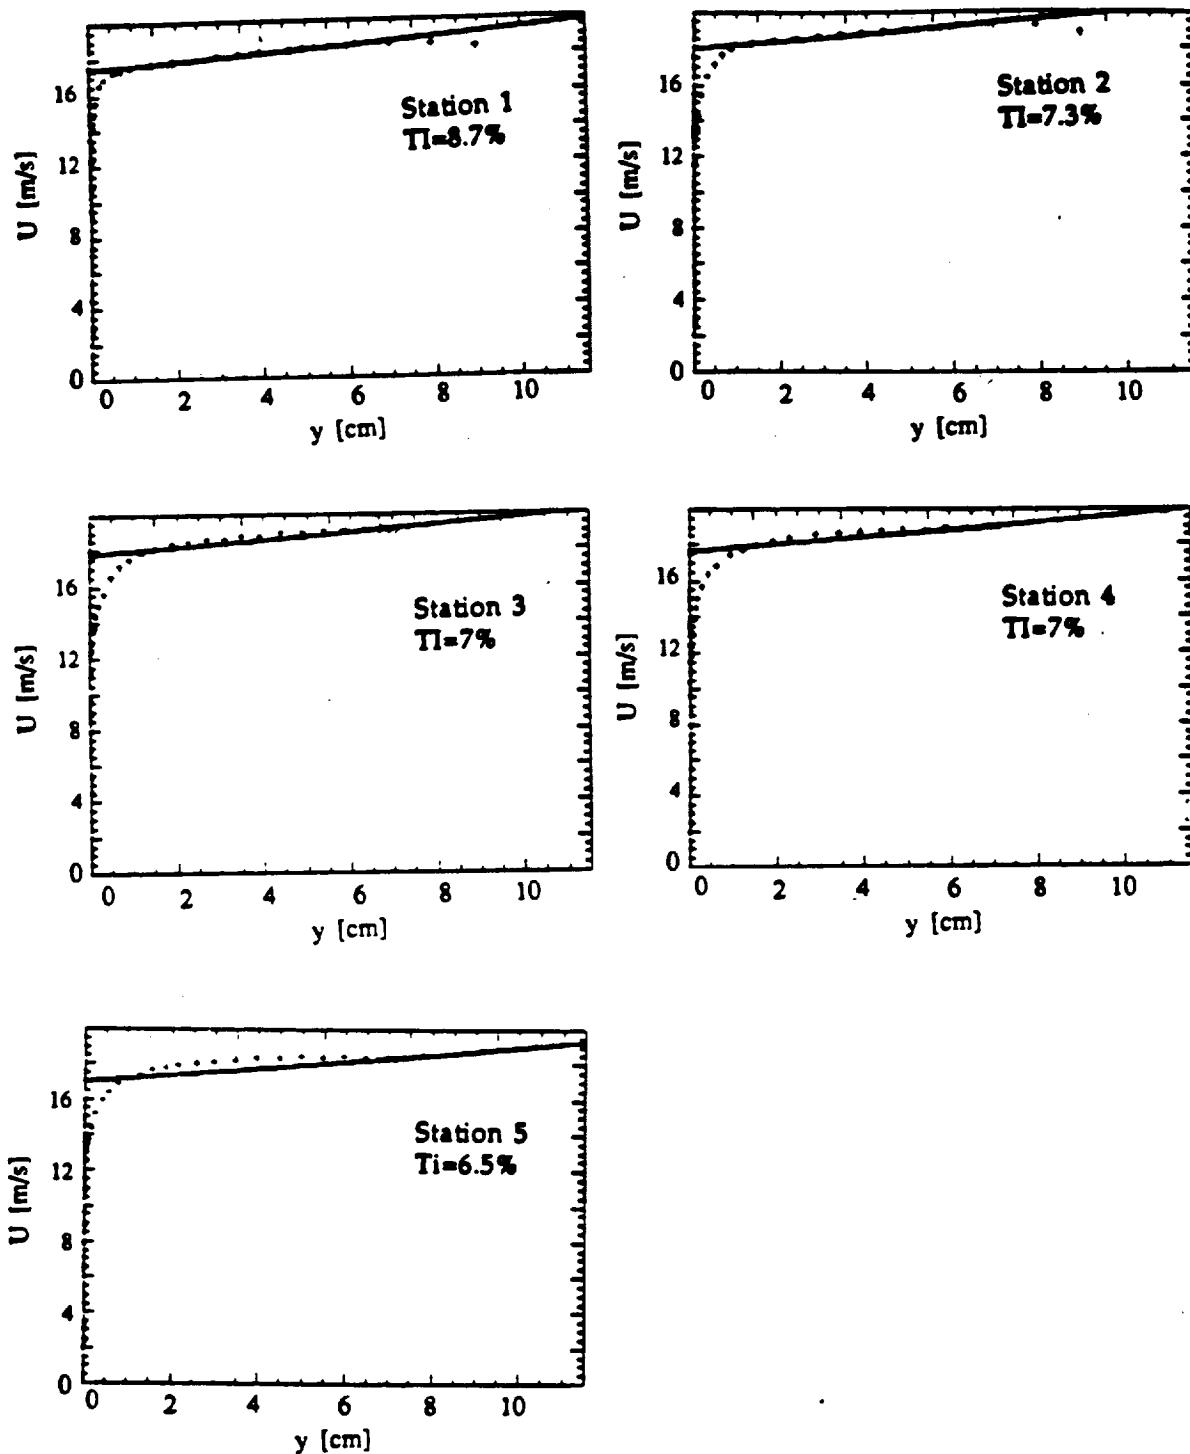 Station 1
TI=8.7%
U [m/s]
16
12
8
4
0
0 2 4 6 8 10
y [cm]
Station 2
TI=7.3%
U [m/s]
16
12
8
4
0
0 2 4 6 8 10
y [cm]
Station 3
TI=7%
U [m/s]
16
12
8
4
0
0 2 4 6 8 10
y [cm]
Station 4
TI=7%
U [m/s]
16
12
8
4
0
0 2 4 6 8 10
y [cm]
Station 5
Ti=6.5%
U [m/s]
16
12
8
4
0
0 2 4 6 8 10
y [cm]